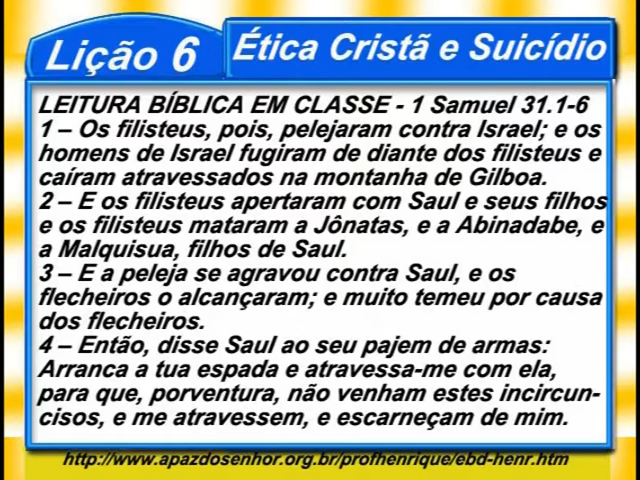 Lição 6
Ética Cristã e Suicídio
LEITURA BÍBLICA EM CLASSE - 1 Samuel 31.1-6
1 – Os filisteus, pois, pelejaram contra Israel; e os
homens de Israel fugiram de diante dos filisteus e
caíram atravessados na montanha de Gilboa.
2 – E os filisteus apertaram com Saul e seus filhos
e os filisteus mataram a Jônatas, e a Abinadabe, e
a Malquisua, filhos de Saul.
3 – E a peleja se agravou contra Saul, e os
flecheiros o alcançaram; e muito temeu por causa
dos flecheiros.
4 – Então, disse Saul ao seu pajem de armas:
Arranca a tua espada e atravessa-me com ela,
para que, porventura, não venham estes incircun-
cisos, e me atravessem, e escarneçam de mim.
http://www.apazdosenhor.org.br/profhenrique/ebd-henr.htm